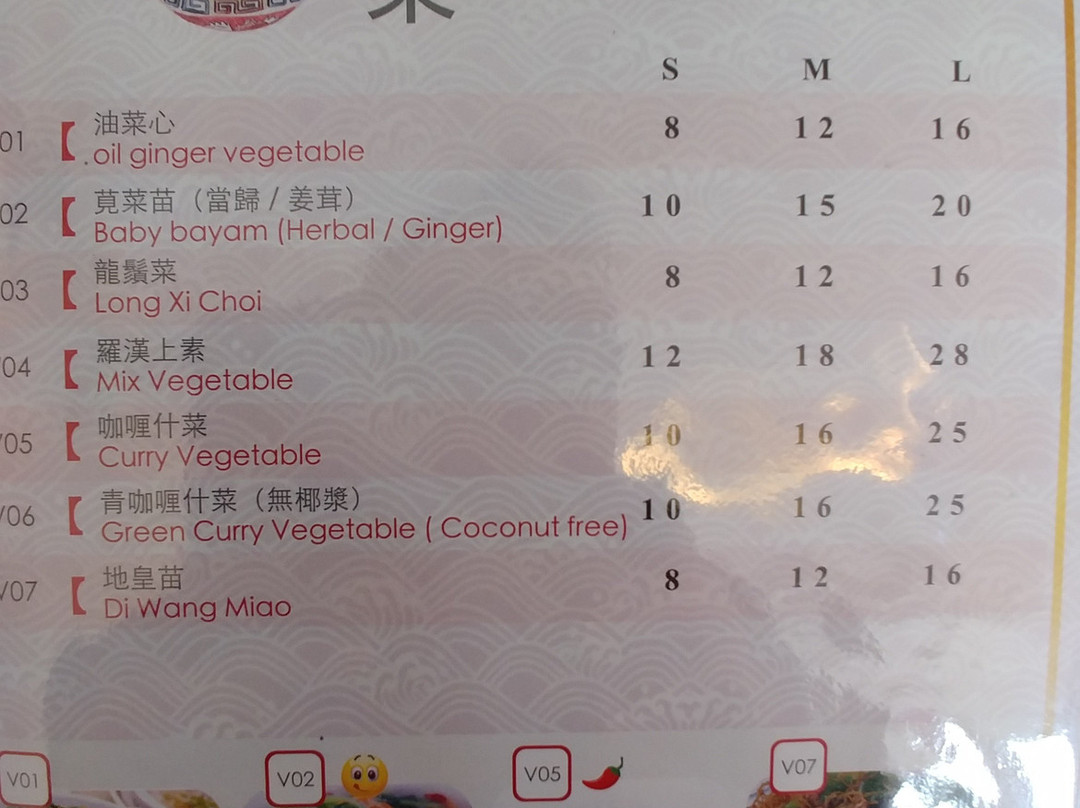 S M L
01 油菜心 8 12 16
.oil ginger vegetable
02 莧菜苗（當歸 / 姜茸） 10 15 20
Baby bayam (Herbal / Ginger)
03 龍鬚菜 8 12 16
Long Xi Choi
04 羅漢上素 12 18 28
Mix Vegetable
V05 咖喱什菜 10 16 25
Curry Vegetable
V06 青咖喱什菜（無椰漿） 10 16 25
Green Curry Vegetable ( Coconut free)
V07 地皇苗 8 12 16
Di Wang Miao
V01 V02 V05 V07